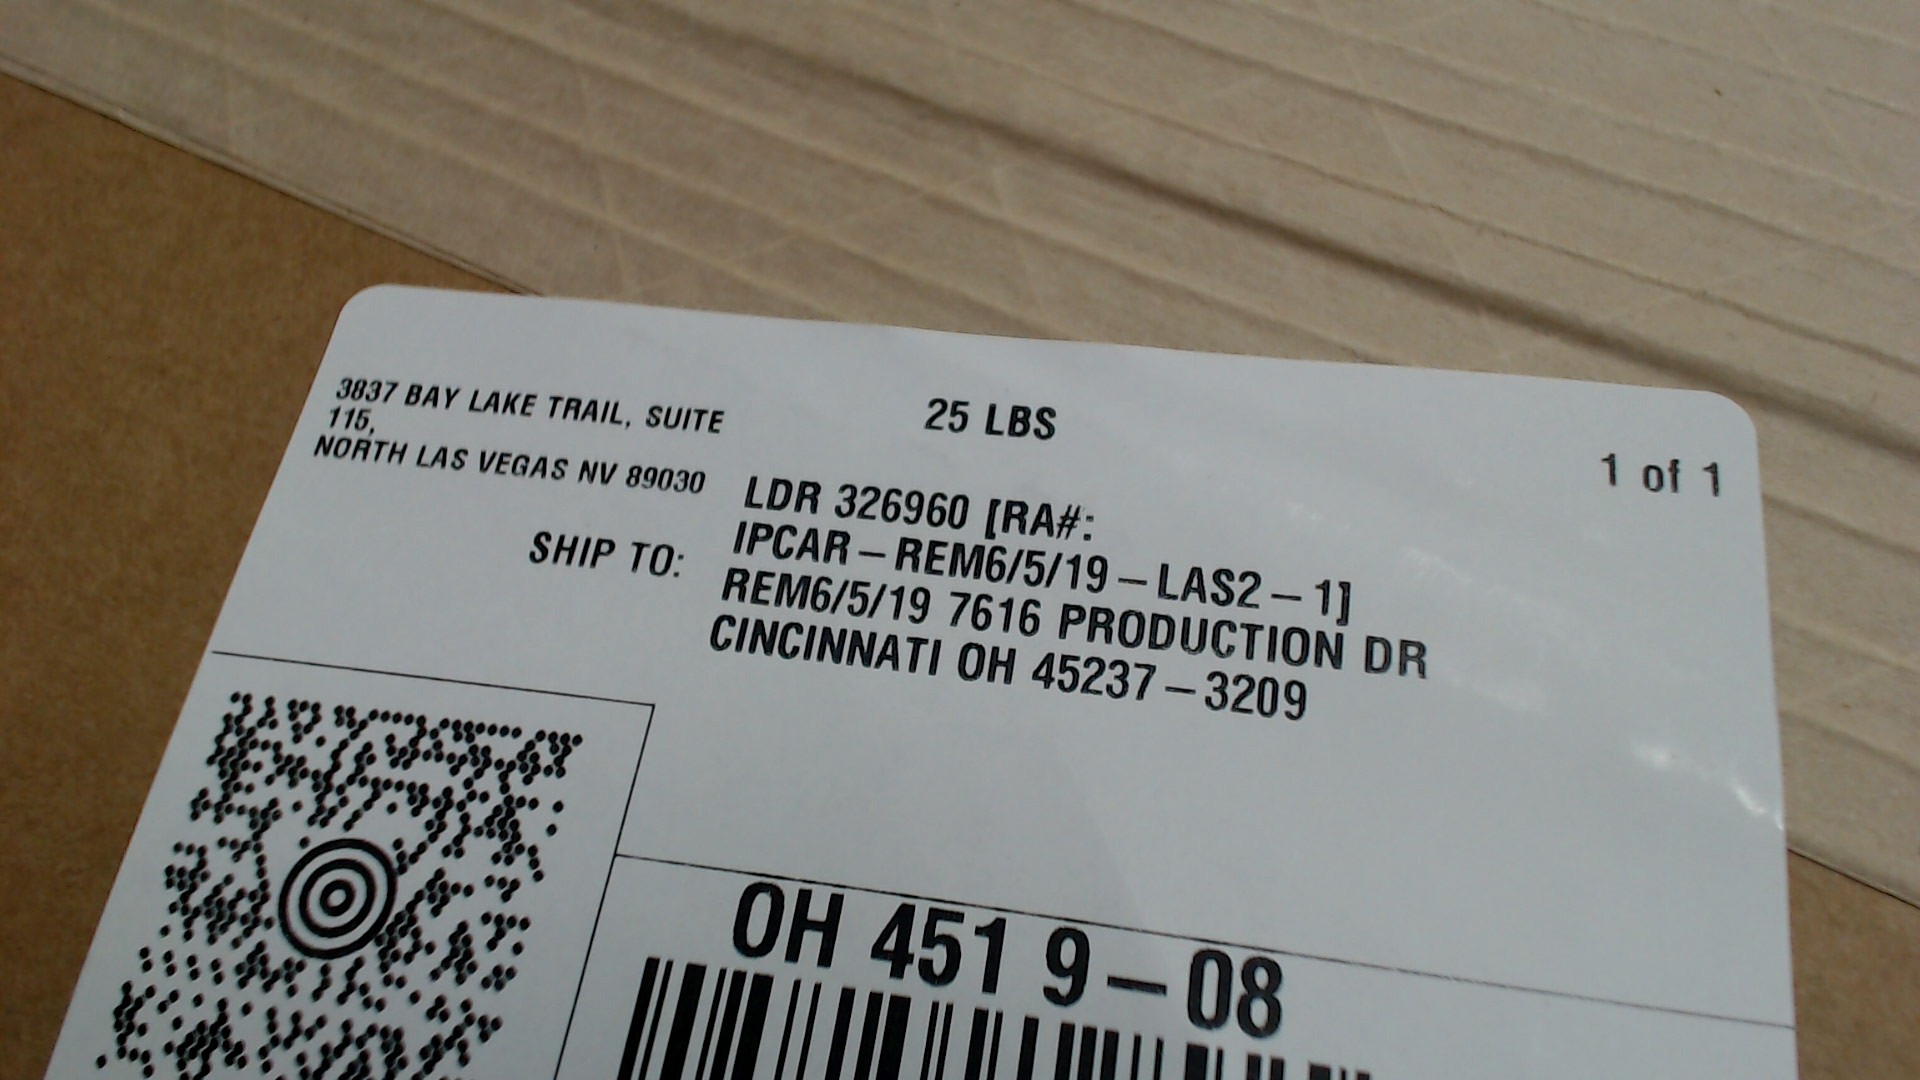 3837 BAY LAKE TRAIL, SUITE
115,
NORTH LAS VEGAS NV 89030
25 LBS
1 of 1
SHIP TO:
LDR 326960 [RA#:
IPCAR-REM6/5/19-LAS2-1]
REM6/5/19 7616 PRODUCTION DR
CINCINNATI OH 45237-3209
OH 451 9-08